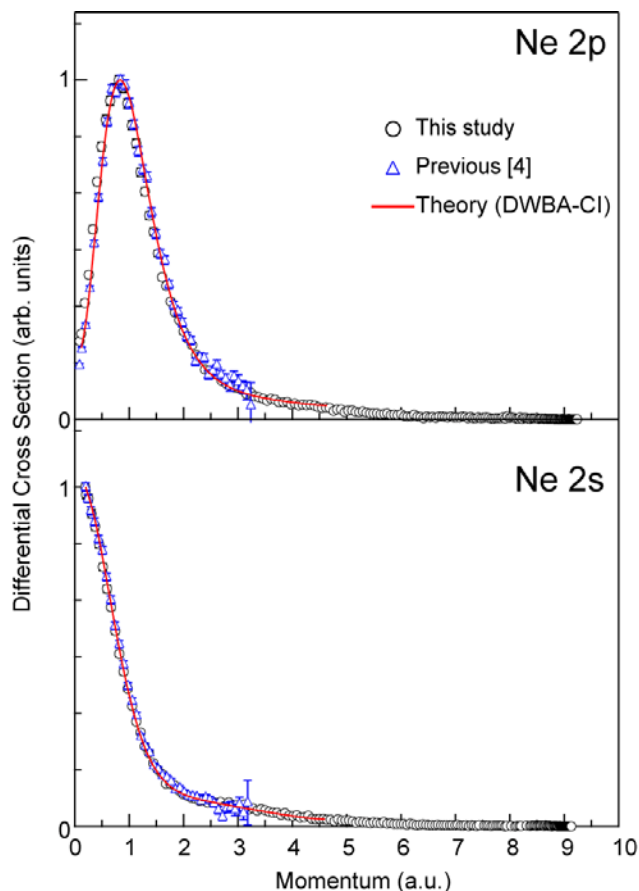 Ne 2p
1
This study
Previous [4]
Theory (DWBA-CI)
0
Differential Cross Section (arb. units)
Ne 2s
1
0
0 1 2 3 4 5 6 7 8 9 10
Momentum (a.u.)